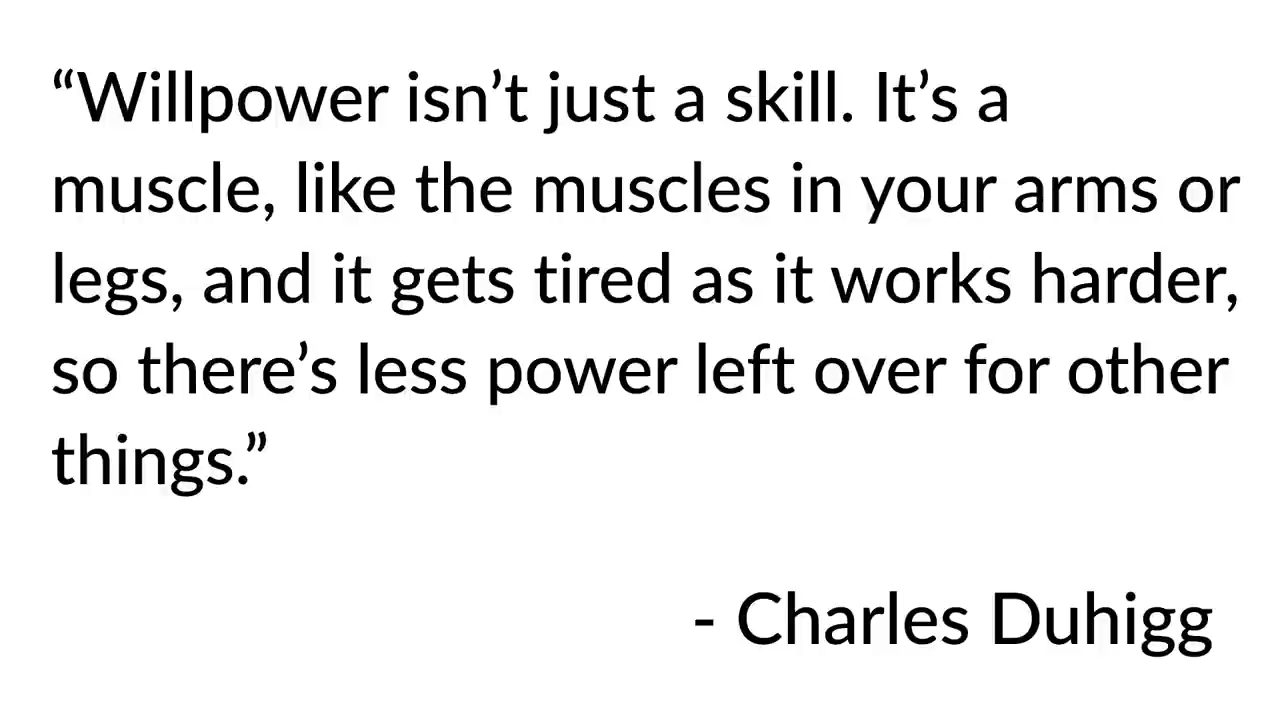 “Willpower isn’t just a skill. It’s a
muscle, like the muscles in your arms or
legs, and it gets tired as it works harder,
so there’s less power left over for other
things.”
- Charles Duhigg